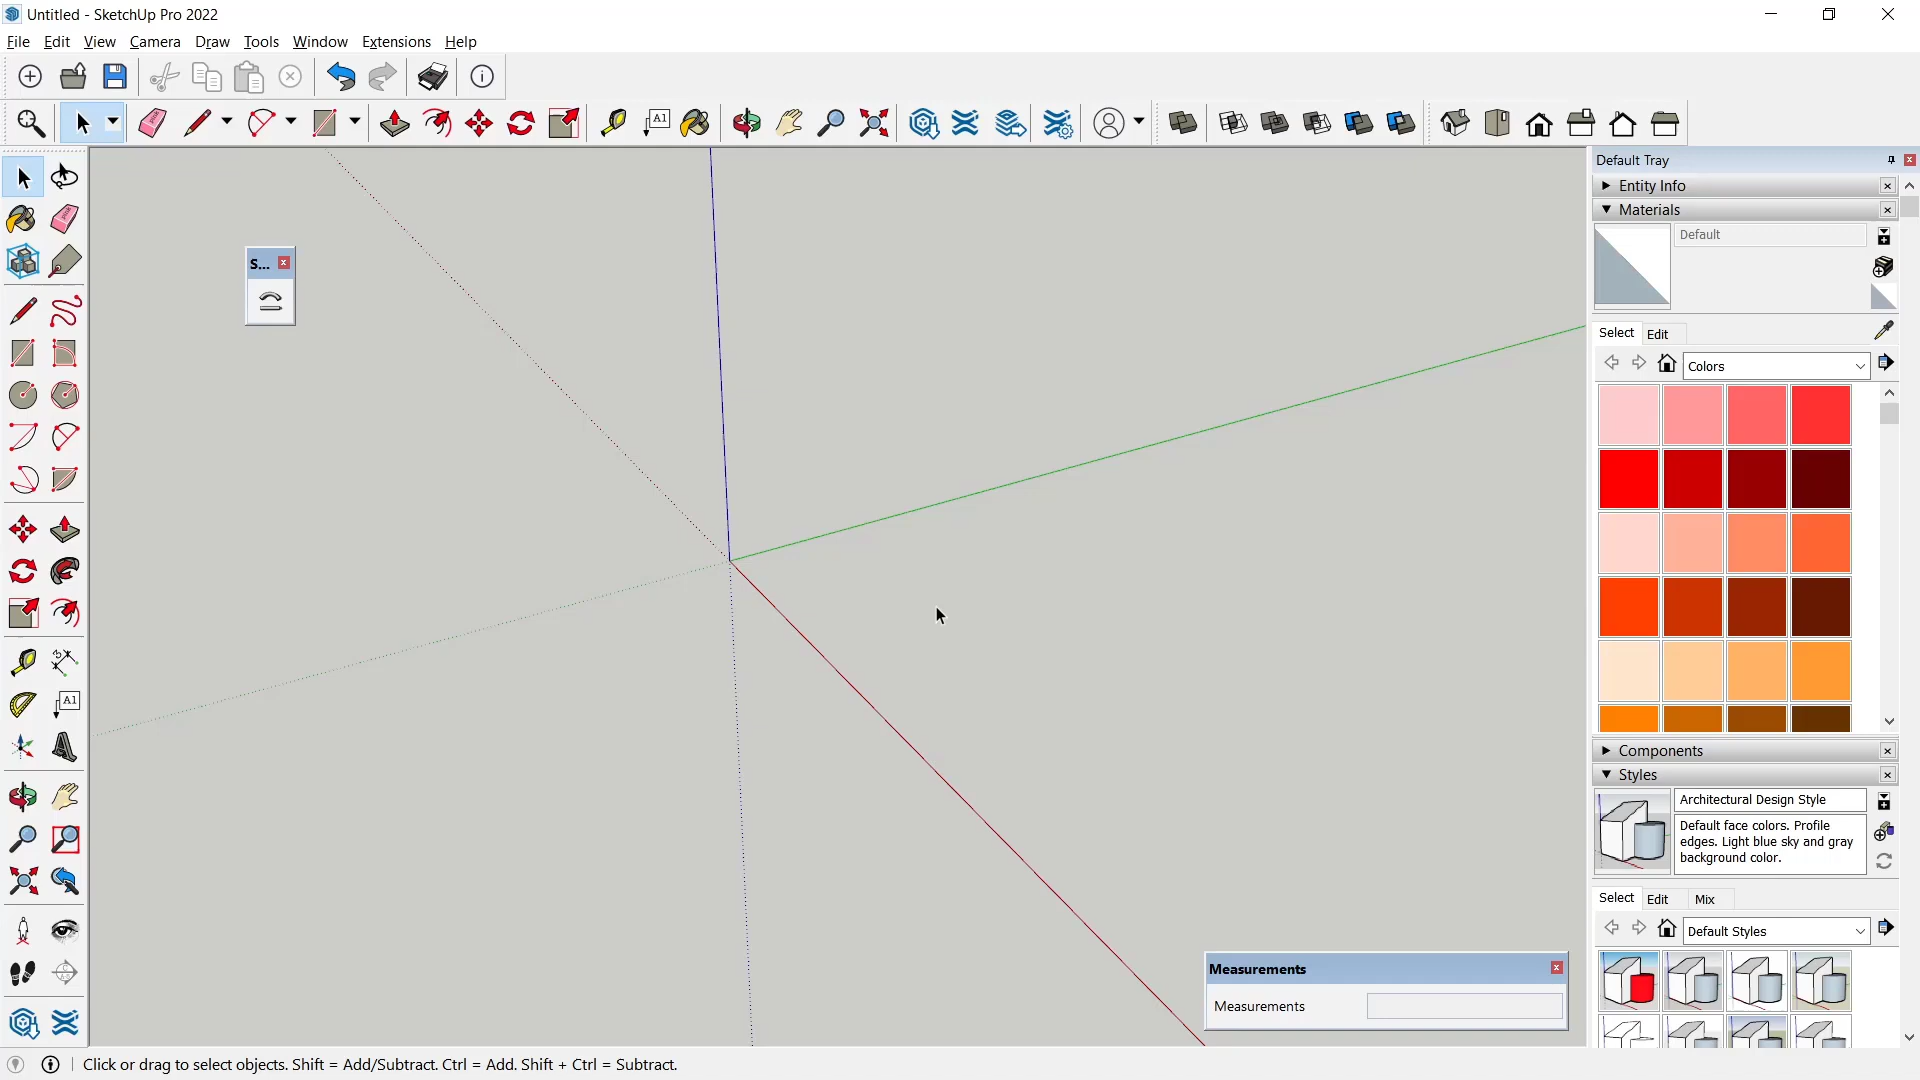 Untitled - SketchUp Pro 2022
File Edit View Camera Draw Tools Window Extensions Help
A1
Default Tray
Entity Info
Materials
Default
S...
Select Edit
Colors
A1
Components
Styles
Architectural Design Style
Default face colors. Profile
edges. Light blue sky and gray
background color.
Select Edit Mix
Default Styles
Measurements
Measurements
Click or drag to select objects. Shift = Add/Subtract. Ctrl = Add. Shift + Ctrl = Subtract.